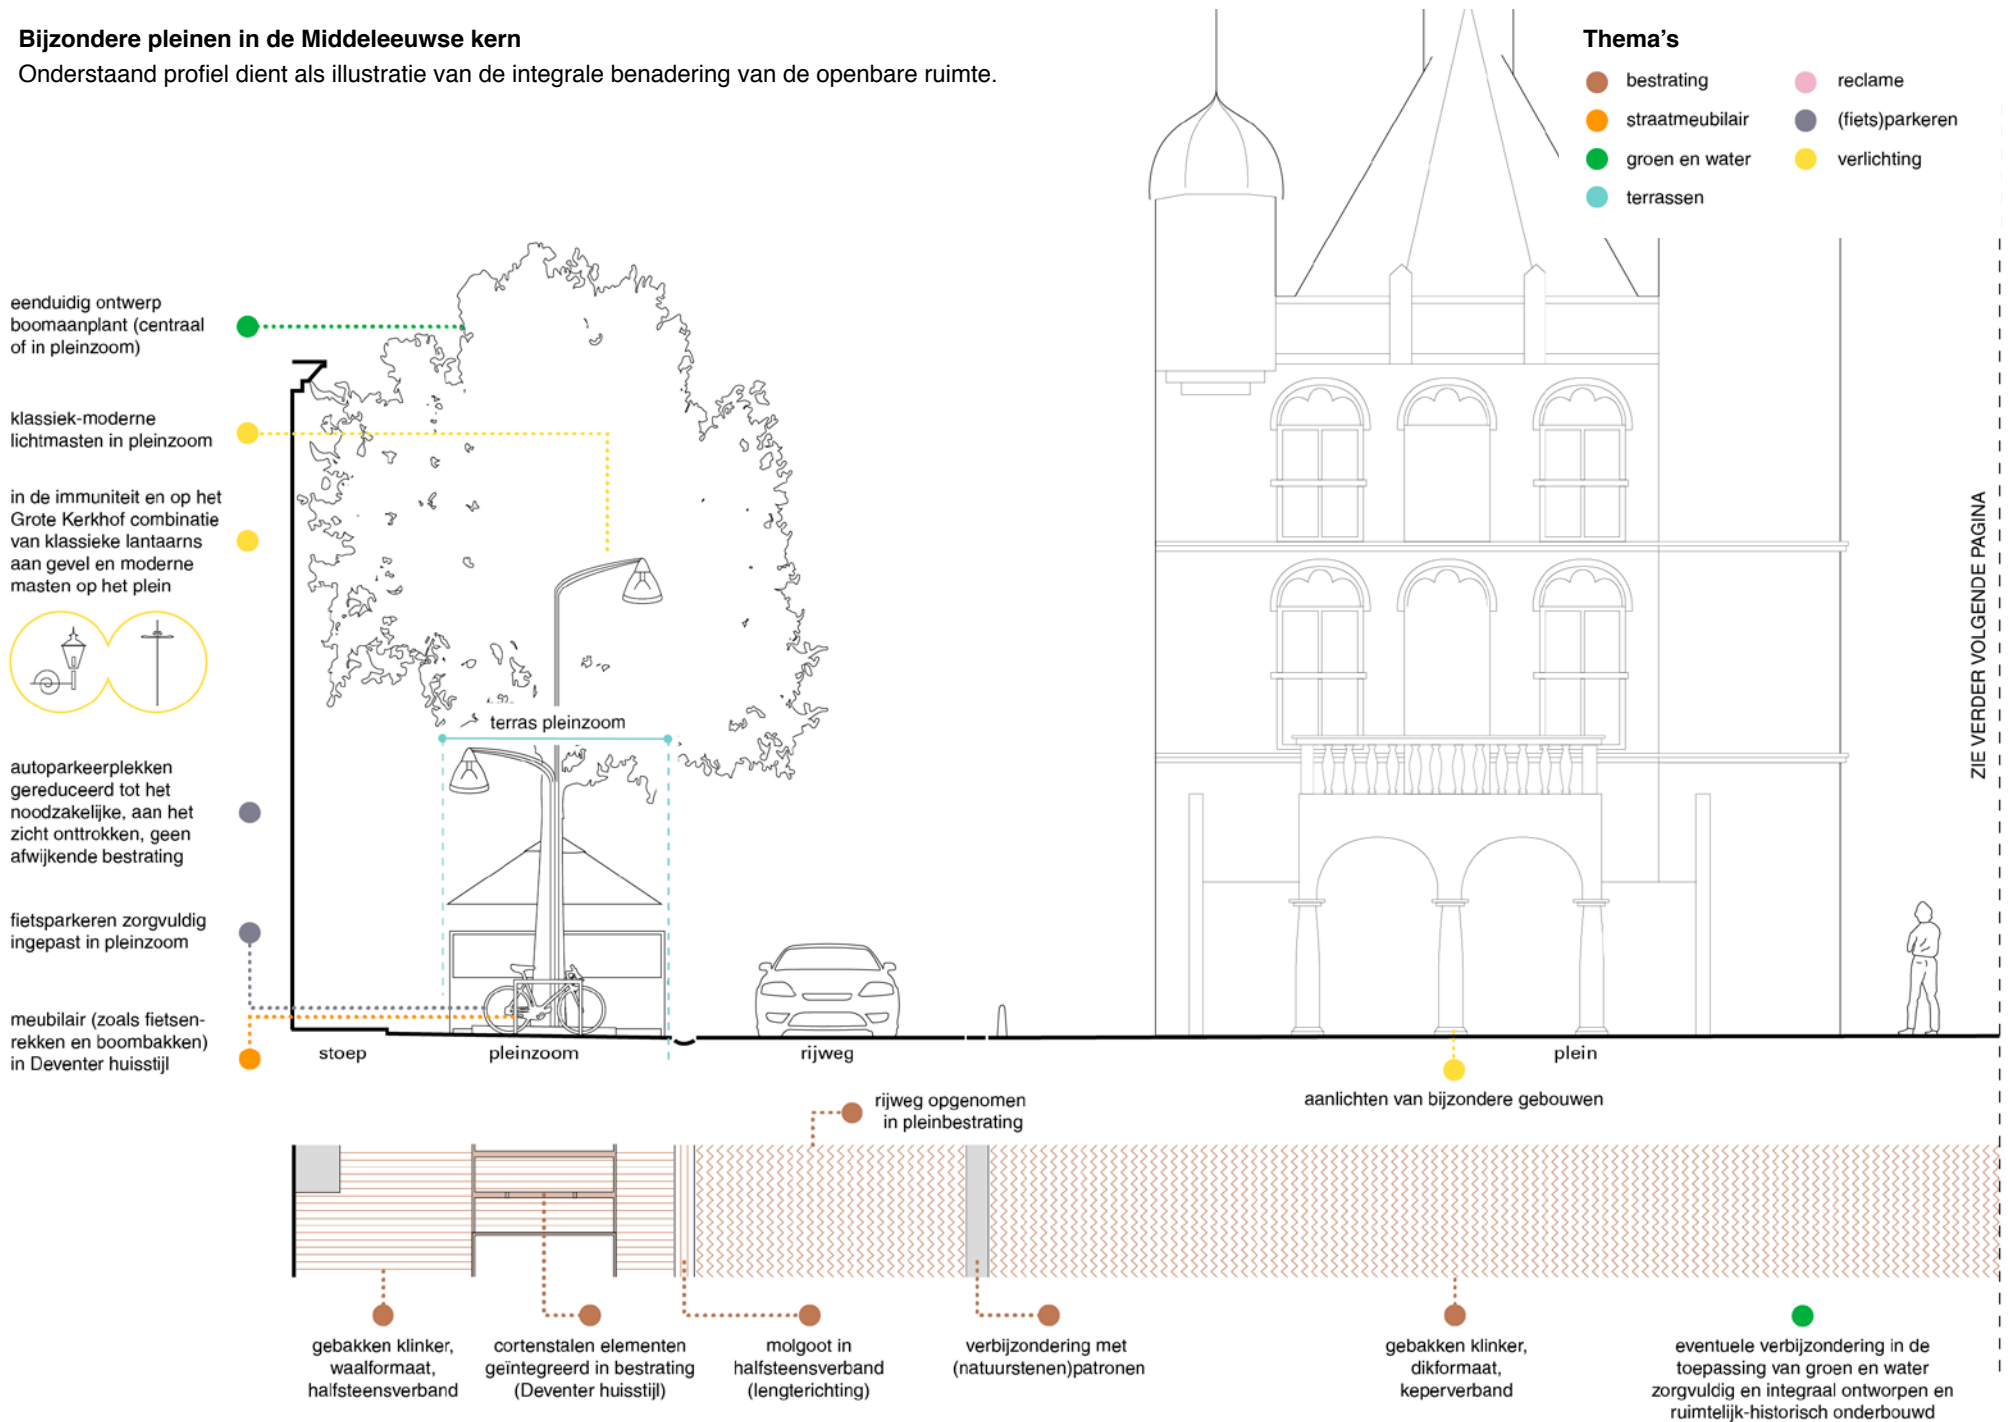 Bijzondere pleinen in de Middeleeuwse kern
Onderstaand profiel dient als illustratie van de integrale benadering van de openbare ruimte.
Thema's
bestrating
straatmeubilair
groen en water
terrassen
reclame
(fiets)parkeren
verlichting
eenduidig ontwerp
boomaanplant (centraal
of in pleinzoom)
klassiek-moderne
lichtmasten in pleinzoom
in de immuniteit en op het
Grote Kerkhof combinatie
van klassieke lantaarns
aan gevel en moderne
masten op het plein
autoparkeerplekken
gereduceerd tot het
noodzakelijke, aan het
zicht onttrokken, geen
afwijkende bestrating
fietsparkeren zorgvuldig
ingepast in pleinzoom
meubilair (zoals fietsen-
rekken en boombakken)
in Deventer huisstijl
terras pleinzoom
ZIE VERDER VOLGENDE PAGINA
stoep
pleinzoom
rijweg
plein
rijweg opgenomen
in pleinbestrating
aanlichten van bijzondere gebouwen
gebakken klinker,
waalformaat,
halfsteensverband
cortenstalen elementen
geïntegreerd in bestrating
(Deventer huisstijl)
molgoot in
halfsteensverband
(lengterichting)
verbijzondering met
(natuurstenen)patronen
gebakken klinker,
dikformaat,
keperverband
eventuele verbijzondering in de
toepassing van groen en water
zorgvuldig en integraal ontworpen en
ruimtelijk-historisch onderbouwd